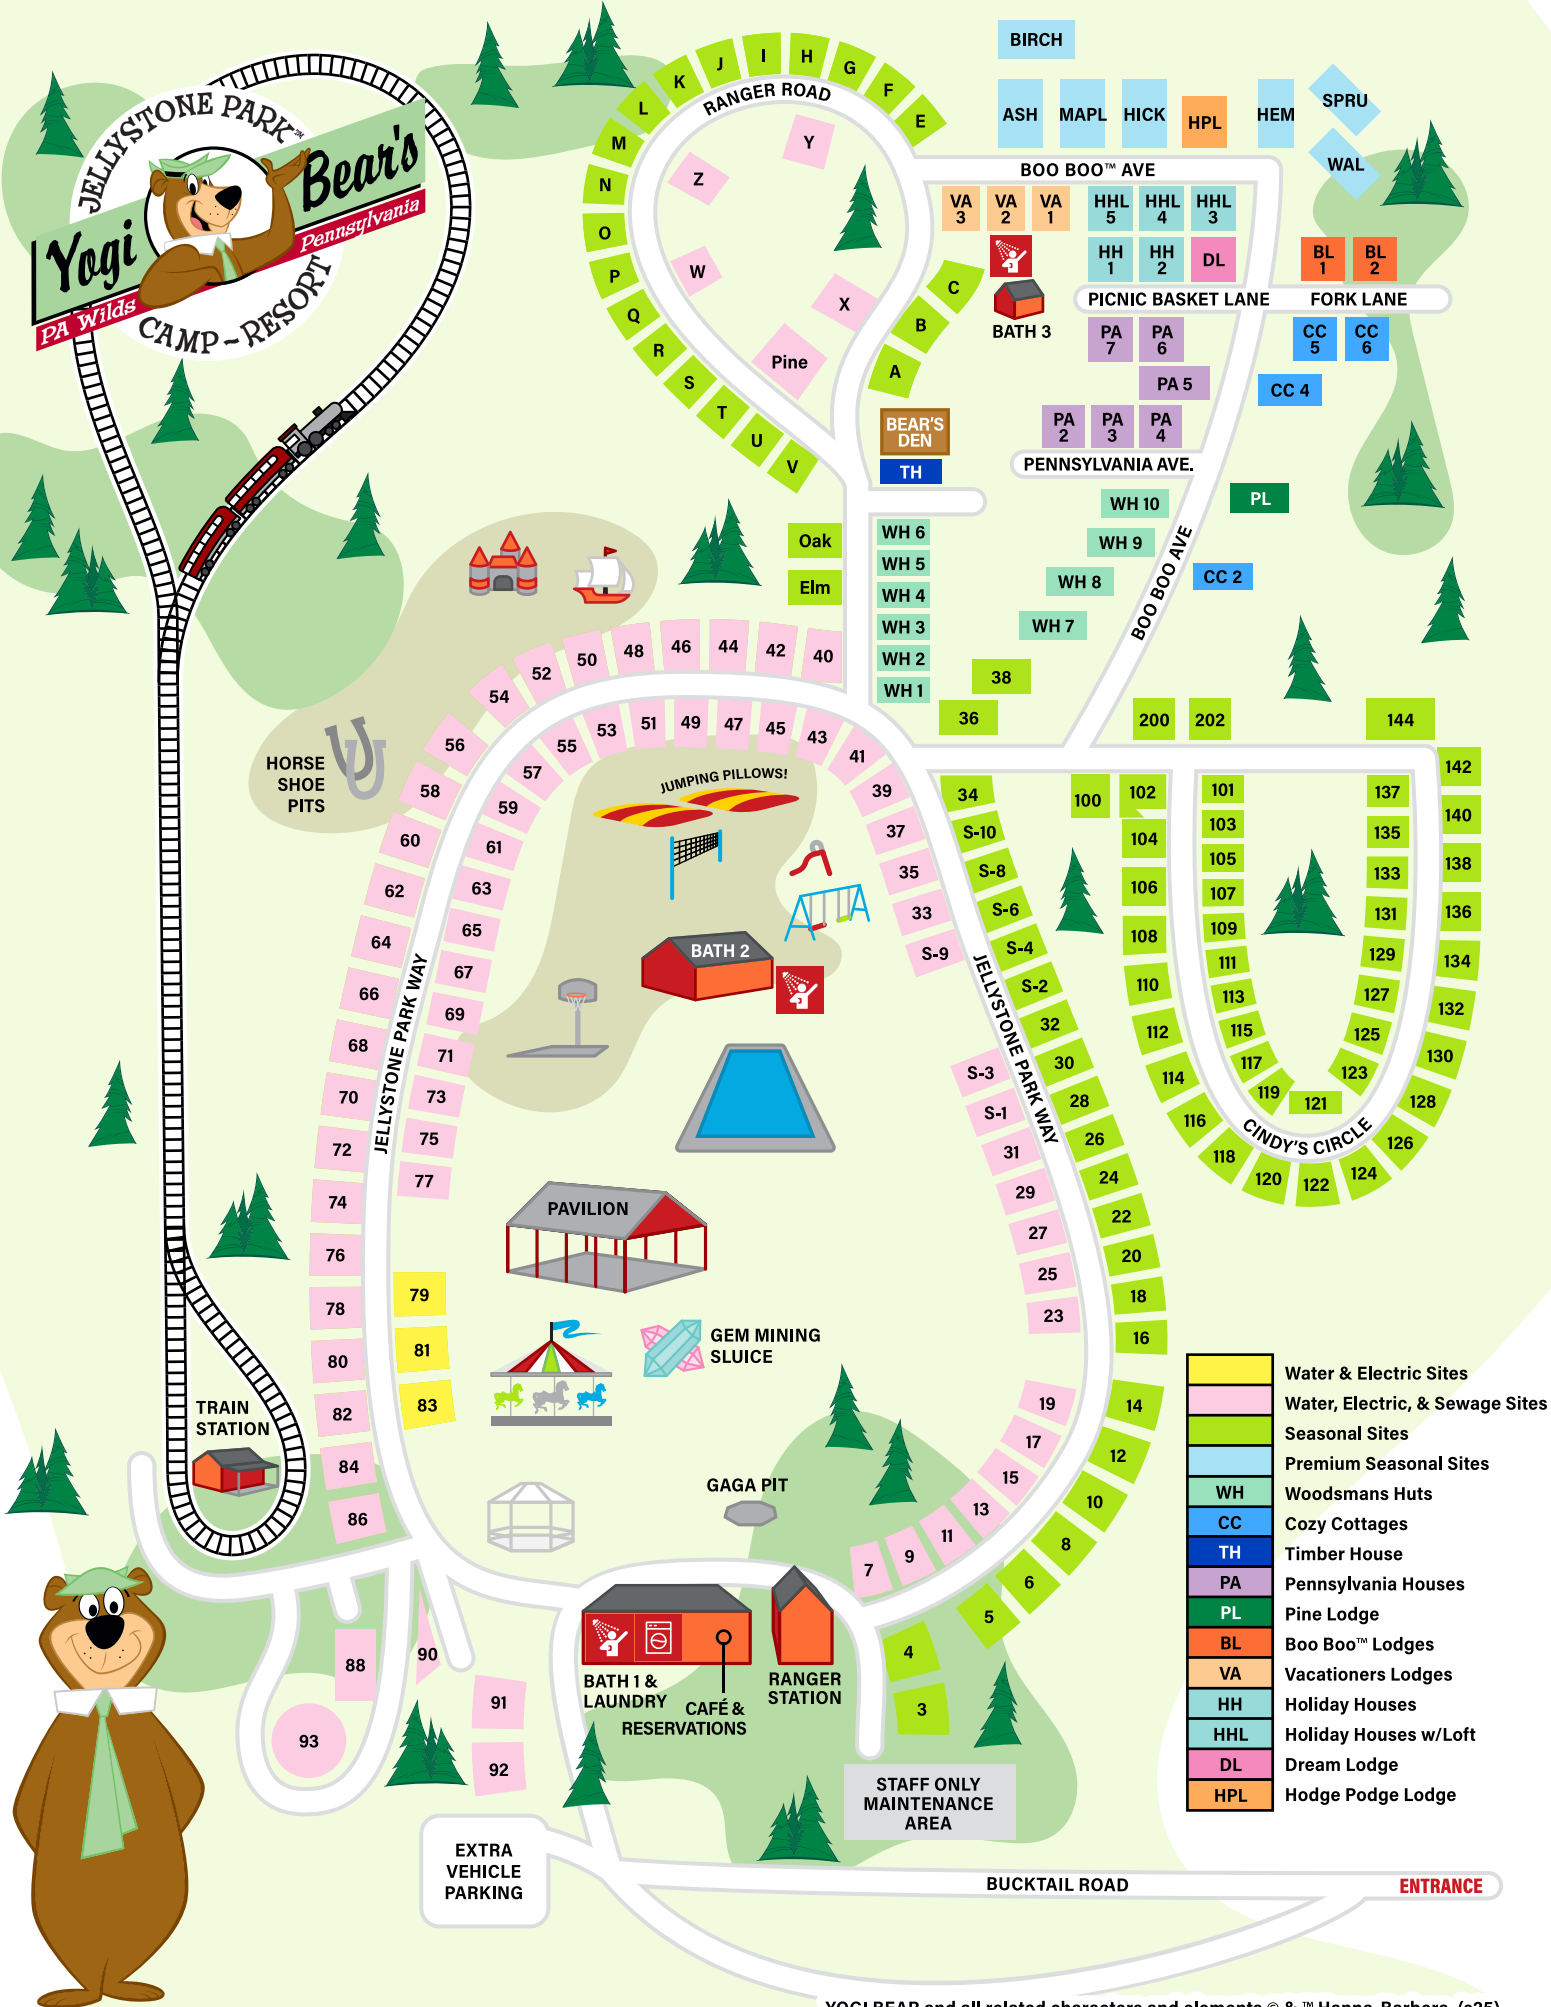 JELLYSTONE PARK™
Yogi Bear's
PA Wilds
Pennsylvania
CAMP~RESORT
BIRCH
ASH
MAPL
HICK
HPL
HEM
SPRU
WAL
BOO BOO™ AVE
RANGER ROAD
E
F
G
H
I
J
K
L
M
N
O
P
Q
R
S
T
U
V
Y
Z
W
X
Pine
C
B
A
VA
3
VA
2
VA
1
HHL
5
HHL
4
HHL
3
HH
1
HH
2
DL
BL
1
BL
2
BATH 3
PICNIC BASKET LANE
FORK LANE
PA
7
PA
6
PA 5
PA
2
PA
3
PA
4
CC
5
CC
6
CC 4
BEAR'S
DEN
TH
PENNSYLVANIA AVE.
PL
WH 10
WH 9
WH 8
WH 7
CC 2
BOO BOO AVE
Oak
Elm
WH 6
WH 5
WH 4
WH 3
WH 2
WH 1
38
36
200
202
144
142
140
138
136
134
132
130
128
126
124
122
120
118
116
114
112
110
108
106
104
102
100
101
103
105
107
109
111
113
115
117
119
121
123
125
127
129
131
133
135
137
CINDY'S CIRCLE
40
42
44
46
48
50
52
54
56
58
60
62
64
66
68
70
72
74
76
78
80
82
84
86
HORSE
SHOE
PITS
41
43
45
47
49
51
53
55
57
59
61
63
65
67
69
71
73
75
77
79
81
83
JELLYSTONE PARK WAY
JUMPING PILLOWS!
39
37
35
33
S-9
S-3
S-1
31
29
27
25
23
19
17
15
13
11
9
7
34
S-10
S-8
S-6
S-4
S-2
32
30
28
26
24
22
20
18
16
14
12
10
8
6
5
4
3
JELLYSTONE PARK WAY
BATH 2
PAVILION
GEM MINING
SLUICE
GAGA PIT
TRAIN
STATION
88
90
91
92
93
BATH 1 &
LAUNDRY
CAFÉ &
RESERVATIONS
RANGER
STATION
STAFF ONLY
MAINTENANCE
AREA
EXTRA
VEHICLE
PARKING
BUCKTAIL ROAD
ENTRANCE
Water & Electric Sites
Water, Electric, & Sewage Sites
Seasonal Sites
Premium Seasonal Sites
WH Woodsmans Huts
CC Cozy Cottages
TH Timber House
PA Pennsylvania Houses
PL Pine Lodge
BL Boo Boo™ Lodges
VA Vacationers Lodges
HH Holiday Houses
HHL Holiday Houses w/Loft
DL Dream Lodge
HPL Hodge Podge Lodge
YOGI BEAR and all related characters and elements © & ™ Hanna-Barbera. (s25)